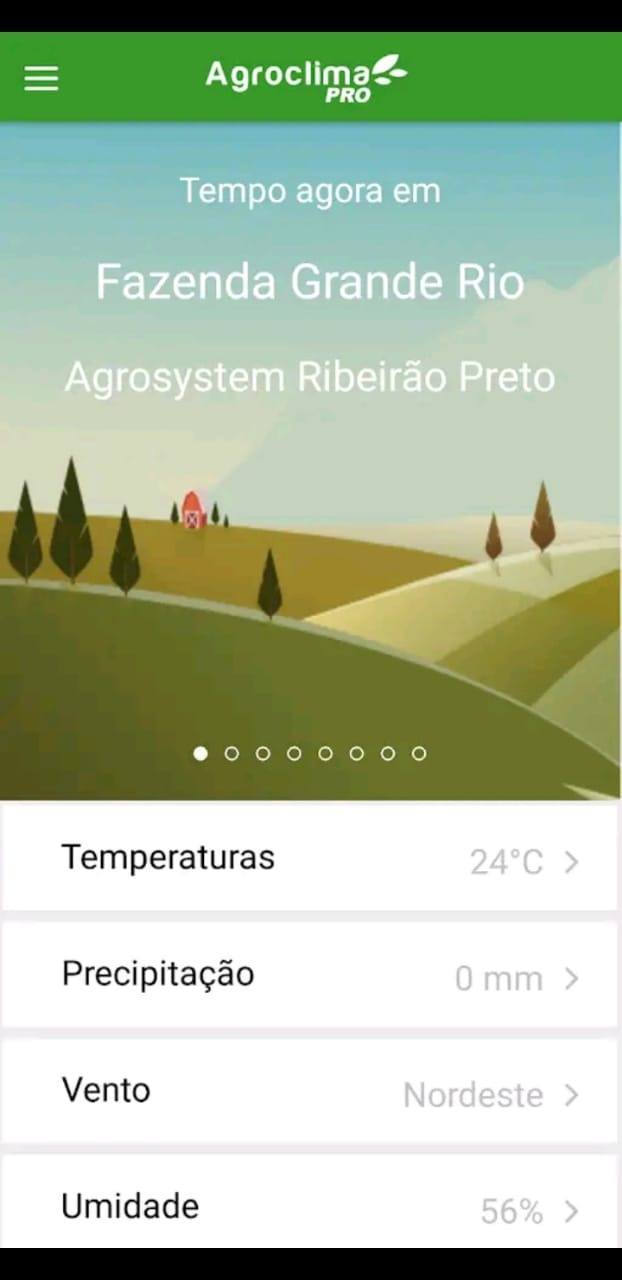 Agroclima
PRO
Tempo agora em
Fazenda Grande Rio
Agrosystem Ribeirão Preto
Temperaturas 24°C
Precipitação 0 mm
Vento Nordeste
Umidade 56%